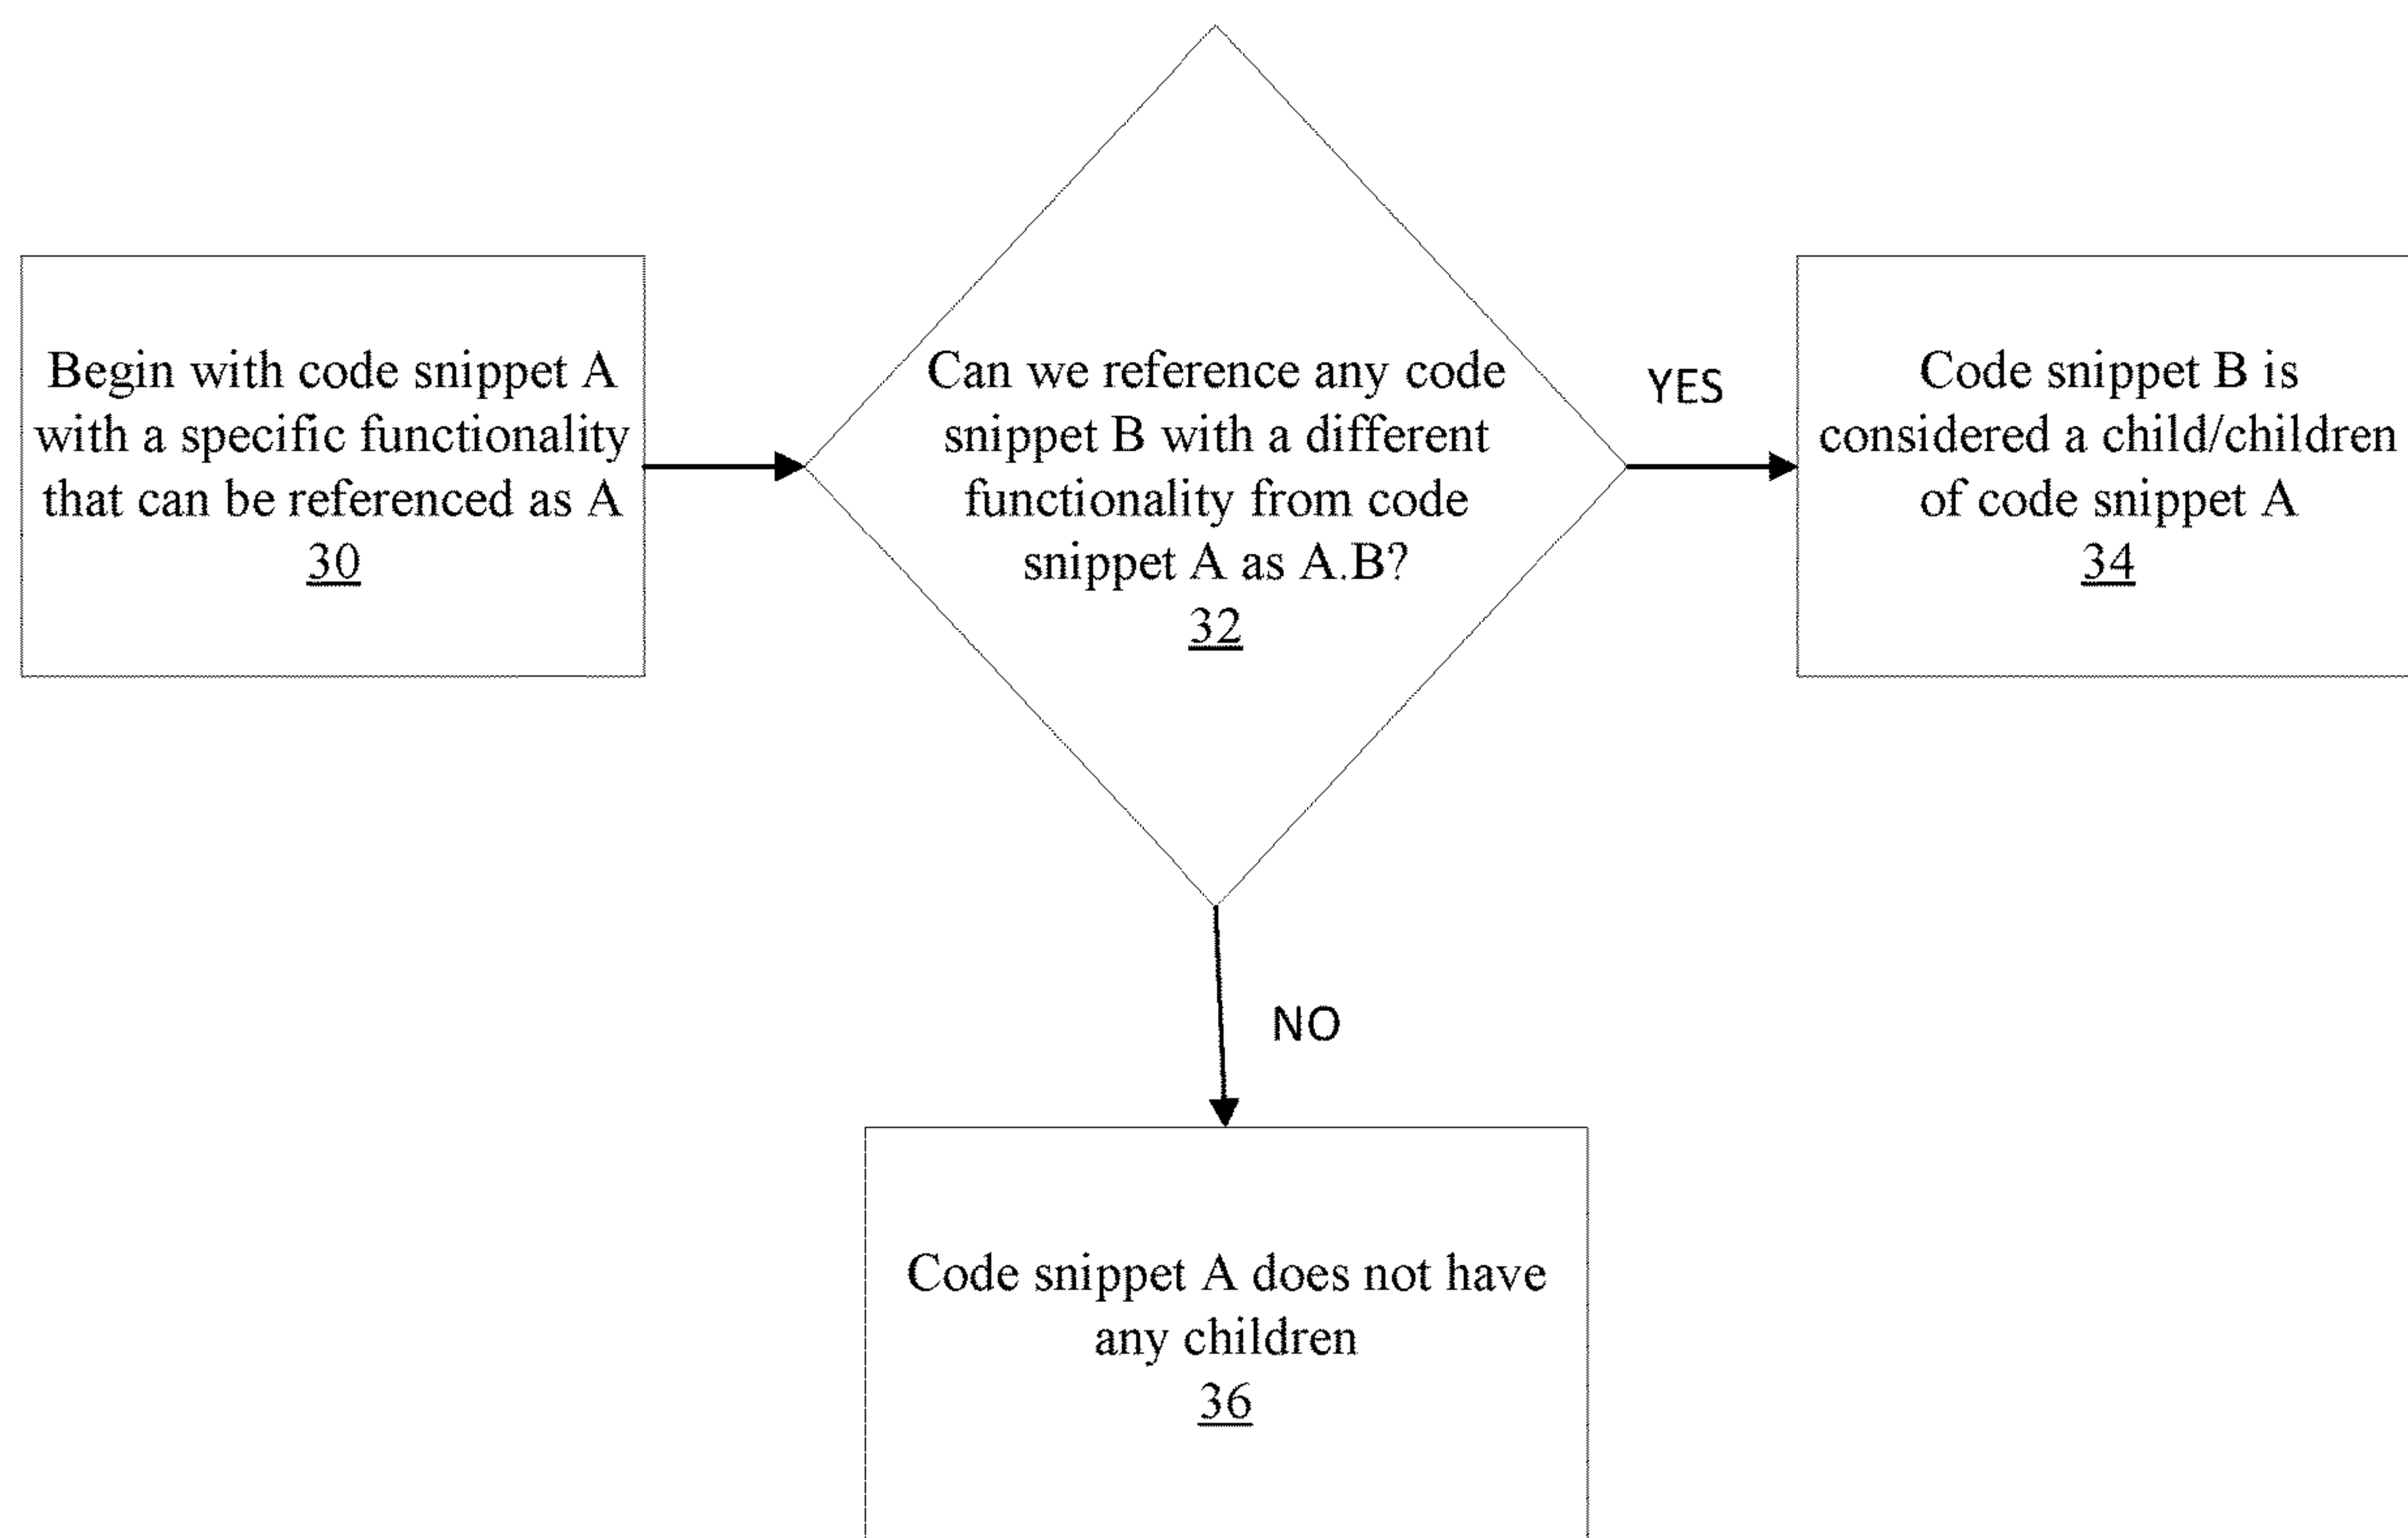 Begin with code snippet A
with a specific functionality
that can be referenced as A
30
Can we reference any code
snippet B with a different
functionality from code
snippet A as A.B?
32
YES
Code snippet B is
considered a child/children
of code snippet A
34
NO
Code snippet A does not have
any children
36